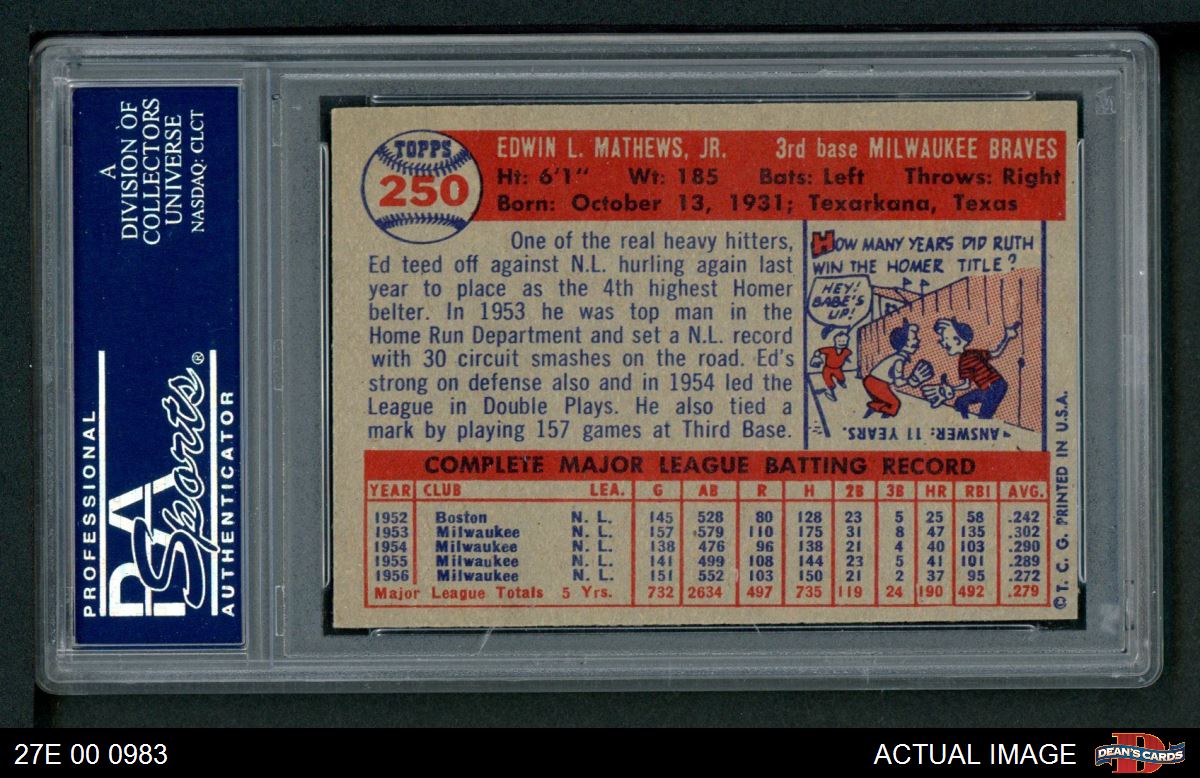 A
DIVISION OF
COLLECTORS
UNIVERSE
NASDAQ: CLCT
PROFESSIONAL
PSA
Sports®
AUTHENTICATOR
TOPPS
250
EDWIN L. MATHEWS, JR. 3rd base MILWAUKEE BRAVES
Ht: 6'1" Wt: 185 Bats: Left Throws: Right
Born: October 13, 1931; Texarkana, Texas
One of the real heavy hitters,
Ed teed off against N.L. hurling again last
year to place as the 4th highest Homer
belter. In 1953 he was top man in the
Home Run Department and set a N.L. record
with 30 circuit smashes on the road. Ed's
strong on defense also and in 1954 led the
League in Double Plays. He also tied a
mark by playing 157 games at Third Base.
HOW MANY YEARS DID RUTH
WIN THE HOMER TITLE?
HEY!
BABE'S
UP!
ANSWER: 11 YEARS.
COMPLETE MAJOR LEAGUE BATTING RECORD
YEAR CLUB LEA. G AB R H 2B 3B HR RBI AVG.
1952 Boston N. L. 145 528 80 128 23 5 25 58 .242
1953 Milwaukee N. L. 157 579 110 175 31 8 47 135 .302
1954 Milwaukee N. L. 138 476 96 138 21 4 40 103 .290
1955 Milwaukee N. L. 141 499 108 144 23 5 41 101 .289
1956 Milwaukee N. L. 151 552 103 150 21 2 37 95 .272
Major League Totals 5 Yrs. 732 2634 497 735 119 24 190 492 .279
© T. C. G. PRINTED IN U.S.A.
27E 00 0983
ACTUAL IMAGE
DEAN'S CARDS